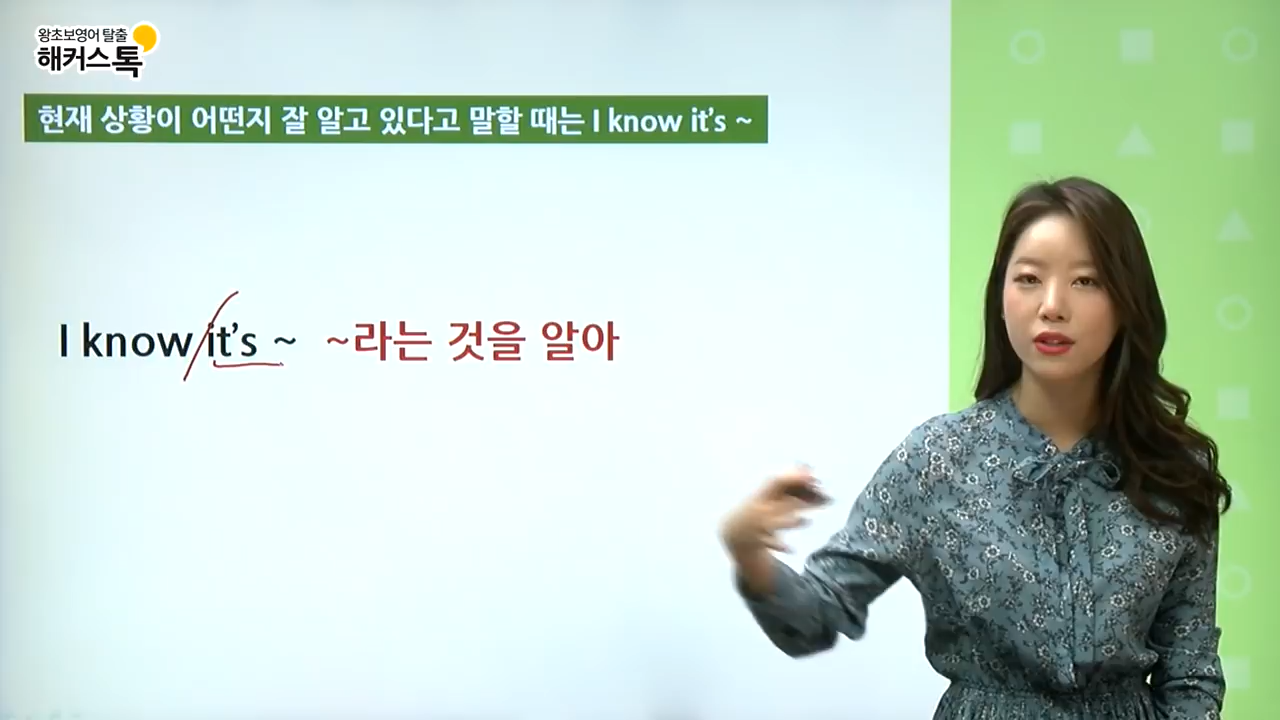 왕초보영어 탈출
해커스톡
현재 상황이 어떤지 잘 알고 있다고 말할 때는 I know it's ~
I know it's ~ ~라는 것을 알아